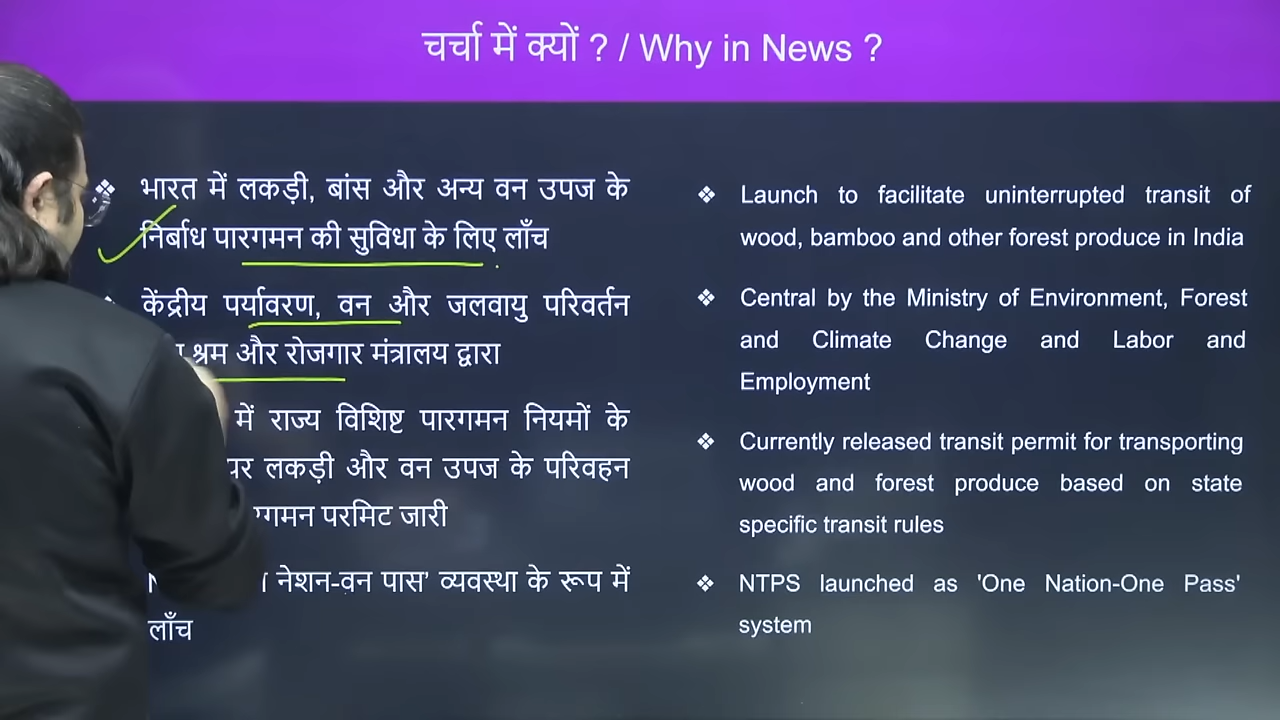 चर्चा में क्यों ? / Why in News ?
❖ भारत में लकड़ी, बांस और अन्य वन उपज के
निर्बाध पारगमन की सुविधा के लिए लाँच
केंद्रीय पर्यावरण, वन और जलवायु परिवर्तन
श्रम और रोजगार मंत्रालय द्वारा
में राज्य विशिष्ट पारगमन नियमों के
पर लकड़ी और वन उपज के परिवहन
परमिट जारी
नेशन-वन पास’ व्यवस्था के रूप में
लाँच
❖ Launch to facilitate uninterrupted transit of
wood, bamboo and other forest produce in India
❖ Central by the Ministry of Environment, Forest
and Climate Change and Labor and
Employment
❖ Currently released transit permit for transporting
wood and forest produce based on state
specific transit rules
❖ NTPS launched as 'One Nation-One Pass'
system